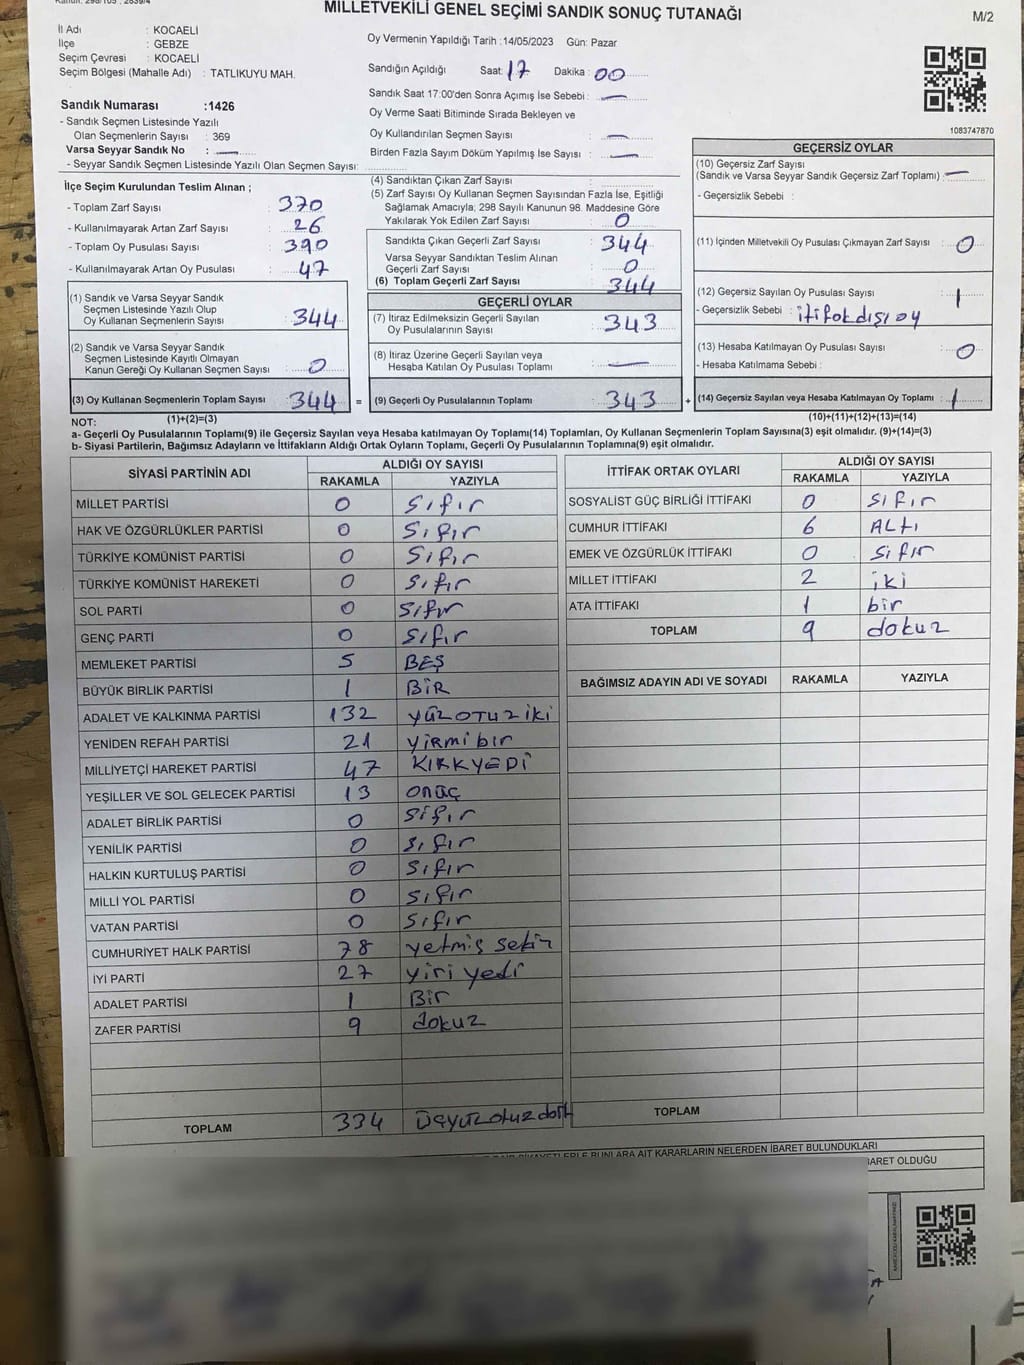 MİLLETVEKİLİ GENEL SEÇİMİ SANDIK SONUÇ TUTANAĞI
M/2
İl Adı : KOCAELİ
İlçe : GEBZE
Seçim Çevresi : KOCAELİ
Seçim Bölgesi (Mahalle Adı) : TATLIKUYU MAH.
Sandık Numarası :1426
- Sandık Seçmen Listesinde Yazılı
Olan Seçmenlerin Sayısı : 369
Varsa Seyyar Sandık No : —
- Seyyar Sandık Seçmen Listesinde Yazılı Olan Seçmen Sayısı:
Oy Vermenin Yapıldığı Tarih :14/05/2023 Gün: Pazar
Sandığın Açıldığı Saat: 17 Dakika : 00
Sandık Saat 17:00'den Sonra Açımış İse Sebebi : —
Oy Verme Saati Bitiminde Sırada Bekleyen ve
Oy Kullandırılan Seçmen Sayısı : —
Birden Fazla Sayım Döküm Yapılmış İse Sayısı : —
1083747870
İlçe Seçim Kurulundan Teslim Alınan ;
- Toplam Zarf Sayısı : 370
- Kullanılmayarak Artan Zarf Sayısı : 26
- Toplam Oy Pusulası Sayısı : 390
- Kullanılmayarak Artan Oy Pusulası : 47
(1) Sandık ve Varsa Seyyar Sandık
Seçmen Listesinde Yazılı Olup
Oy Kullanan Seçmenlerin Sayısı : 344
(2) Sandık ve Varsa Seyyar Sandık
Seçmen Listesinde Kayıtlı Olmayan
Kanun Gereği Oy Kullanan Seçmen Sayısı : 0
(3) Oy Kullanan Seçmenlerin Toplam Sayısı : 344 =
(4) Sandıktan Çıkan Zarf Sayısı :
(5) Zarf Sayısı Oy Kullanan Seçmen Sayısından Fazla İse, Eşitliği
Sağlamak Amacıyla; 298 Sayılı Kanunun 98. Maddesine Göre
Yakılarak Yok Edilen Zarf Sayısı : 0
Sandıkta Çıkan Geçerli Zarf Sayısı : 344
Varsa Seyyar Sandıktan Teslim Alınan
Geçerli Zarf Sayısı : 0
(6) Toplam Geçerli Zarf Sayısı : 344
GEÇERLİ OYLAR
(7) İtiraz Edilmeksizin Geçerli Sayılan
Oy Pusulalarının Sayısı : 343
(8) İtiraz Üzerine Geçerli Sayılan veya
Hesaba Katılan Oy Pusulası Toplamı : —
(9) Geçerli Oy Pusulalarının Toplamı : 343 +
GEÇERSİZ OYLAR
(10) Geçersiz Zarf Sayısı
(Sandık ve Varsa Seyyar Sandık Geçersiz Zarf Toplamı) : —
- Geçersizlik Sebebi :
(11) İçinden Milletvekili Oy Pusulası Çıkmayan Zarf Sayısı : 0
(12) Geçersiz Sayılan Oy Pusulası Sayısı : 1
- Geçersizlik Sebebi : itifakdışı oy
(13) Hesaba Katılmayan Oy Pusulası Sayısı : 0
- Hesaba Katılmama Sebebi :
(14) Geçersiz Sayılan veya Hesaba Katılmayan Oy Toplamı : 1
NOT: (1)+(2)=(3) (10)+(11)+(12)+(13)=(14)
a- Geçerli Oy Pusulalarının Toplamı(9) ile Geçersiz Sayılan veya Hesaba katılmayan Oy Toplamı(14) Toplamları, Oy Kullanan Seçmenlerin Toplam Sayısına(3) eşit olmalıdır. (9)+(14)=(3)
b- Siyasi Partilerin, Bağımsız Adayların ve İttifakların Aldığı Ortak Oyların Toplamı, Geçerli Oy Pusulalarının Toplamına(9) eşit olmalıdır.
SİYASİ PARTİNİN ADI ALDIĞI OY SAYISI
RAKAMLA YAZIYLA
MİLLET PARTİSİ 0 sıfır
HAK VE ÖZGÜRLÜKLER PARTİSİ 0 sıfır
TÜRKİYE KOMÜNİST PARTİSİ 0 sıfır
TÜRKİYE KOMÜNİST HAREKETİ 0 sıfır
SOL PARTİ 0 sıfır
GENÇ PARTİ 0 sıfır
MEMLEKET PARTİSİ 5 BEŞ
BÜYÜK BİRLİK PARTİSİ 1 BİR
ADALET VE KALKINMA PARTİSİ 132 YÜZOTUZ iKİ
YENİDEN REFAH PARTİSİ 21 yirmi bir
MİLLİYETÇİ HAREKET PARTİSİ 47 KIRKYEDİ
YEŞİLLER VE SOL GELECEK PARTİSİ 13 onüç
ADALET BİRLİK PARTİSİ 0 sıfır
YENİLİK PARTİSİ 0 sıfır
HALKIN KURTULUŞ PARTİSİ 0 sıfır
MİLLİ YOL PARTİSİ 0 sıfır
VATAN PARTİSİ 0 sıfır
CUMHURİYET HALK PARTİSİ 78 yetmiş sekiz
İYİ PARTİ 27 yiri yedi
ADALET PARTİSİ 1 Bir
ZAFER PARTİSİ 9 dokuz
TOPLAM 334 üçyüzotuzdört
İTTİFAK ORTAK OYLARI ALDIĞI OY SAYISI
RAKAMLA YAZIYLA
SOSYALIST GÜÇ BİRLİĞİ İTTİFAKI 0 sıfır
CUMHUR İTTİFAKI 6 ALtı
EMEK VE ÖZGÜRLÜK İTTİFAKI 0 sıfır
MİLLET İTTİFAKI 2 iki
ATA İTTİFAKI 1 bir
TOPLAM 9 dokuz
BAĞIMSIZ ADAYIN ADI VE SOYADI RAKAMLA YAZIYLA
TOPLAM
BUNLARA AİT KARARLARIN NELERDEN İBARET BULUNDUKLARI
BARET OLDUĞU